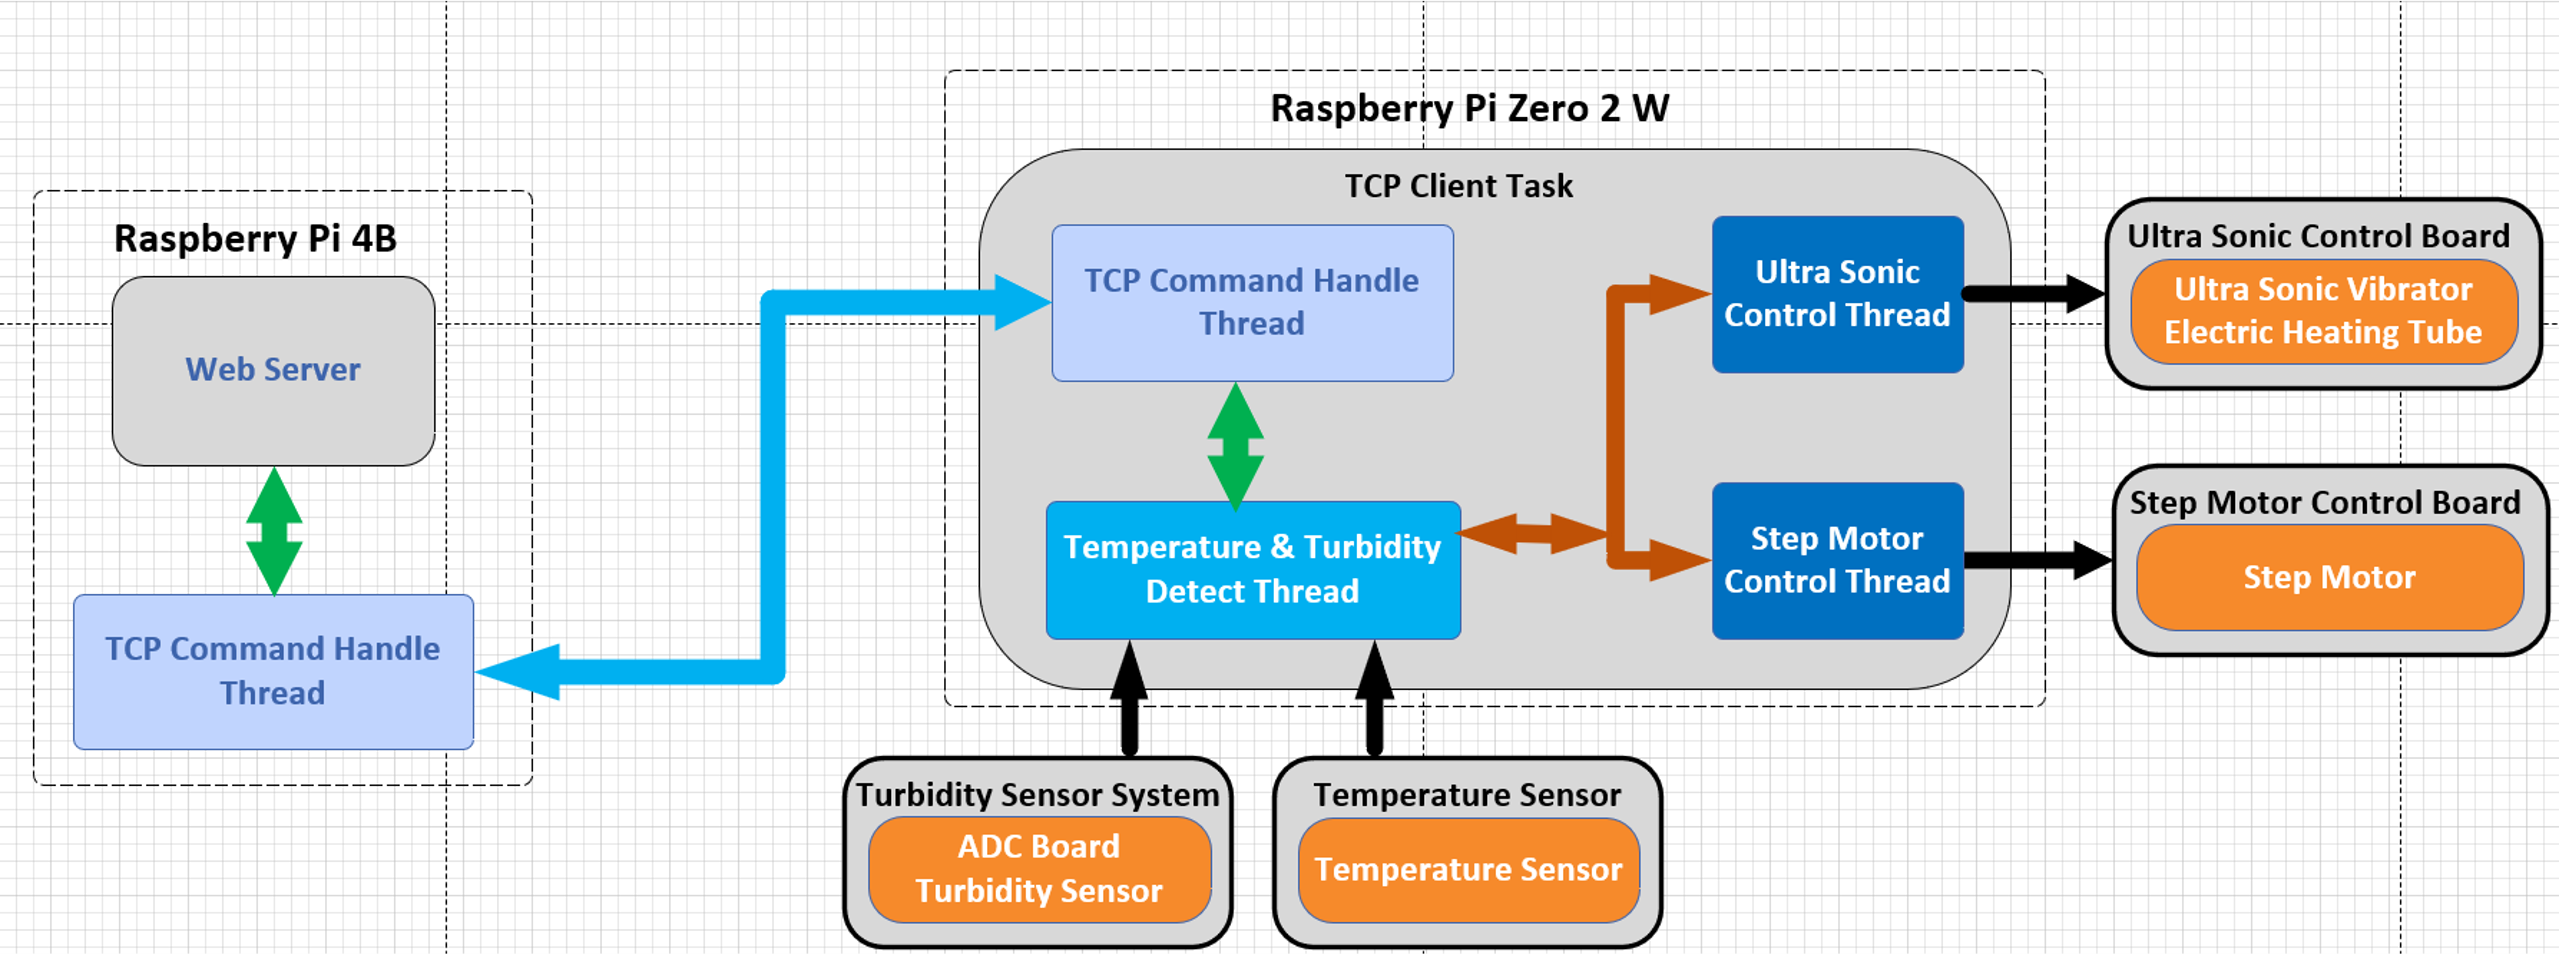 Raspberry Pi 4B
Web Server
TCP Command Handle
Thread
Raspberry Pi Zero 2 W
TCP Client Task
TCP Command Handle
Thread
Temperature & Turbidity
Detect Thread
Ultra Sonic
Control Thread
Step Motor
Control Thread
Ultra Sonic Control Board
Ultra Sonic Vibrator
Electric Heating Tube
Step Motor Control Board
Step Motor
Turbidity Sensor System
ADC Board
Turbidity Sensor
Temperature Sensor
Temperature Sensor